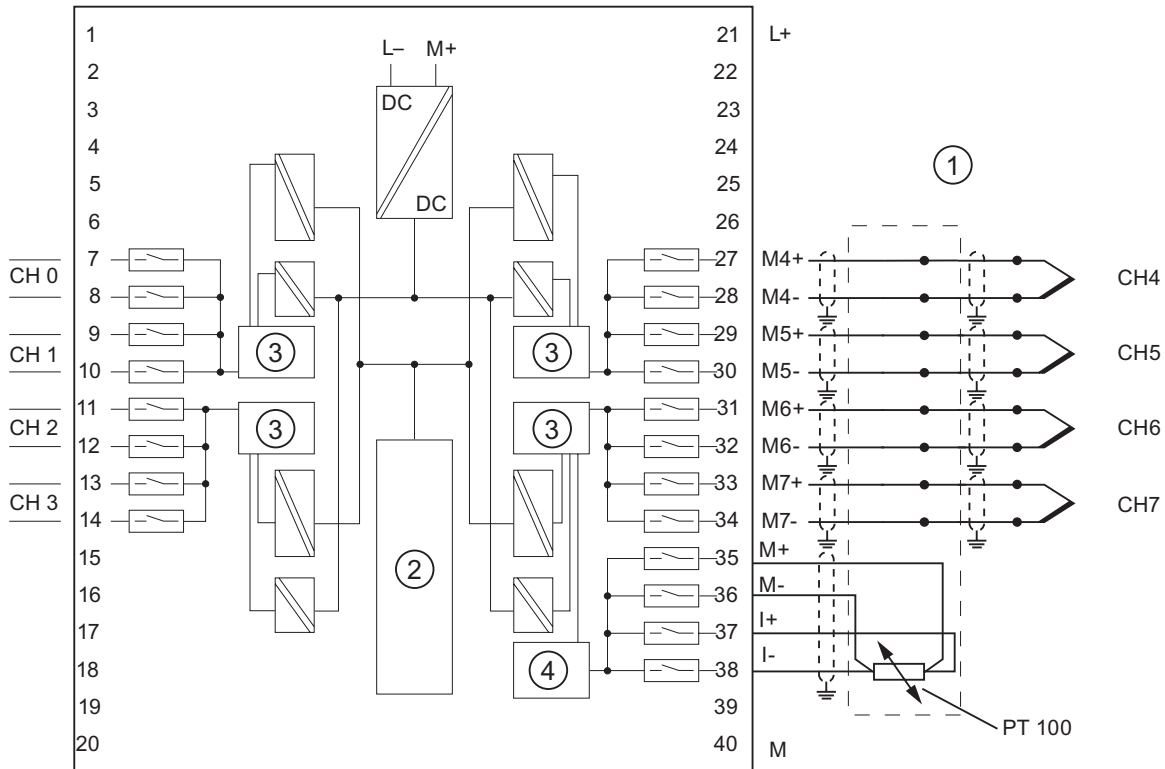 1 21 L+
L– M+
2 22
DC
3 23
4 24
1
5 25
DC
6 26
7 27 M4+
CH 0 CH4
8 28 M4-
9 29 M5+
CH 1 3 3 CH5
10 30 M5-
11 31 M6+
CH 2 3 3 CH6
12 32 M6-
13 33 M7+
CH 3 CH7
14 34 M7-
15 35 M+
2
16 36 M-
17 37 I+
18 4 38 I-
19 39
PT 100
20 40 M